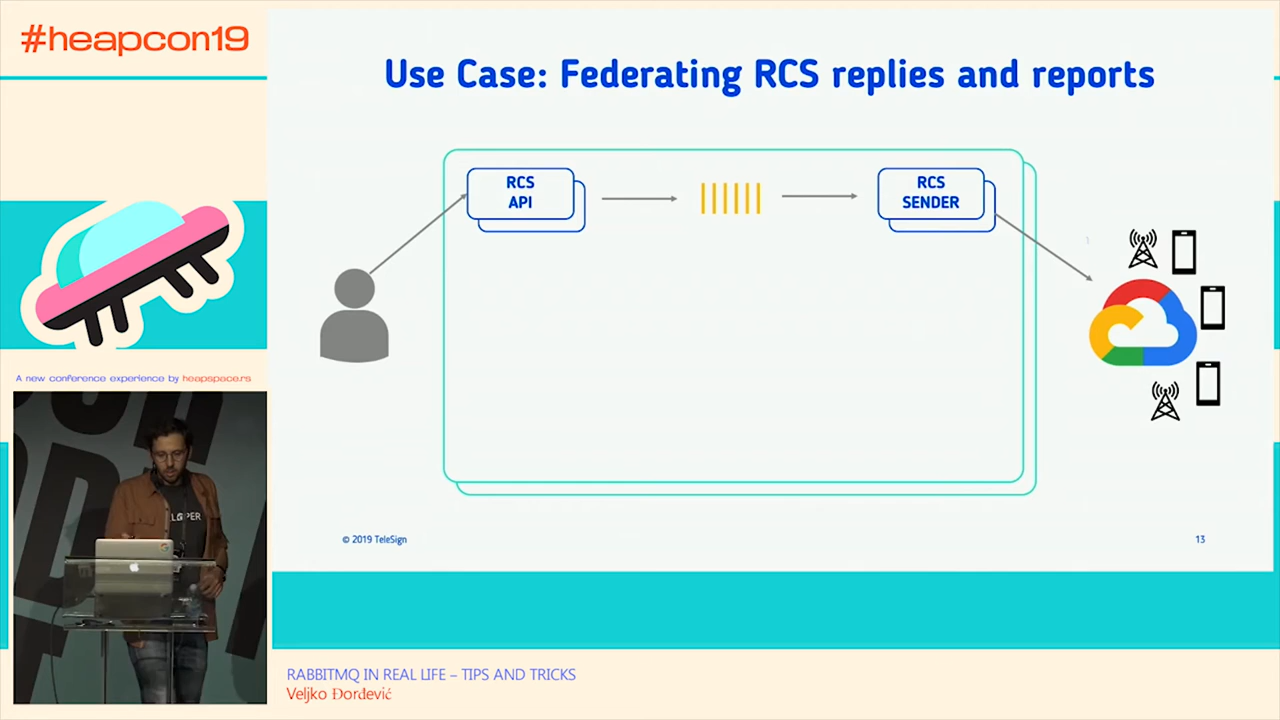 #heapcon19
Use Case: Federating RCS replies and reports
RCS
API
RCS
SENDER
A new conference experience by heapspace.rs
LOPER
© 2019 TeleSign
13
RABBITMQ IN REAL LIFE – TIPS AND TRICKS
Veljko Đorđević